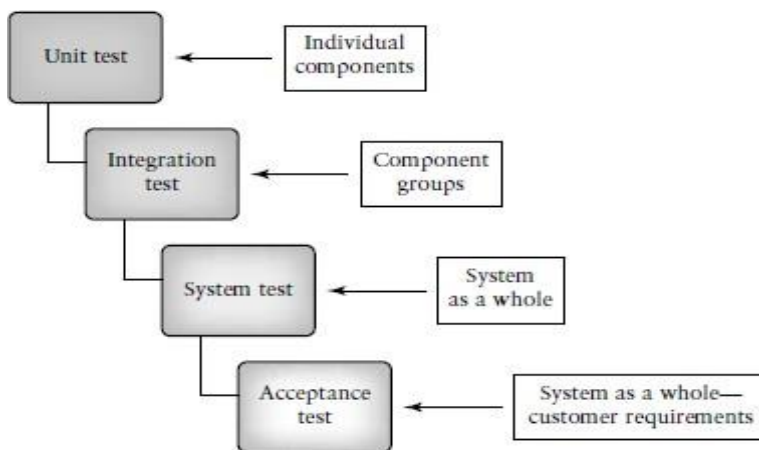 Unit test
Individual
components
Integration
test
Component
groups
System test
System
as a whole
Acceptance
test
System as a whole—
customer requirements